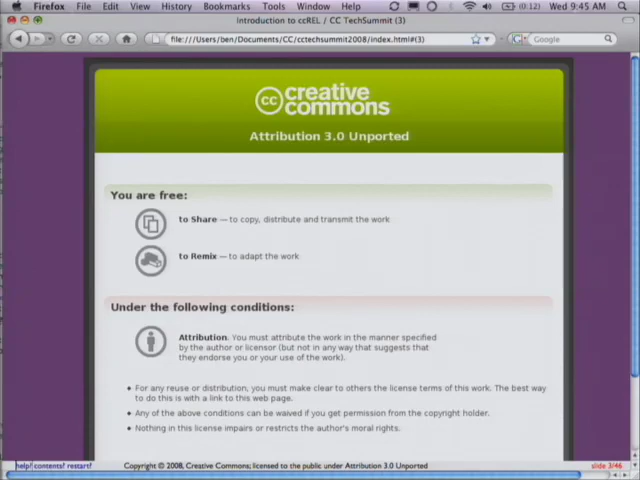 Firefox File Edit View History Bookmarks Tools Window Help (0:12) Wed 9:45 AM
Introduction to ccREL / CC TechSummit (3)
file:///Users/ben/Documents/CC/cctechsummit2008/index.html#(3)
Google
cc creative commons
Attribution 3.0 Unported
You are free:
to Share — to copy, distribute and transmit the work
to Remix — to adapt the work
Under the following conditions:
Attribution. You must attribute the work in the manner specified
by the author or licensor (but not in any way that suggests that
they endorse you or your use of the work).
For any reuse or distribution, you must make clear to others the license terms of this work. The best way
to do this is with a link to this web page.
Any of the above conditions can be waived if you get permission from the copyright holder.
Nothing in this license impairs or restricts the author's moral rights.
help? contents? restart? Copyright © 2008, Creative Commons; licensed to the public under Attribution 3.0 Unported slide 3/46